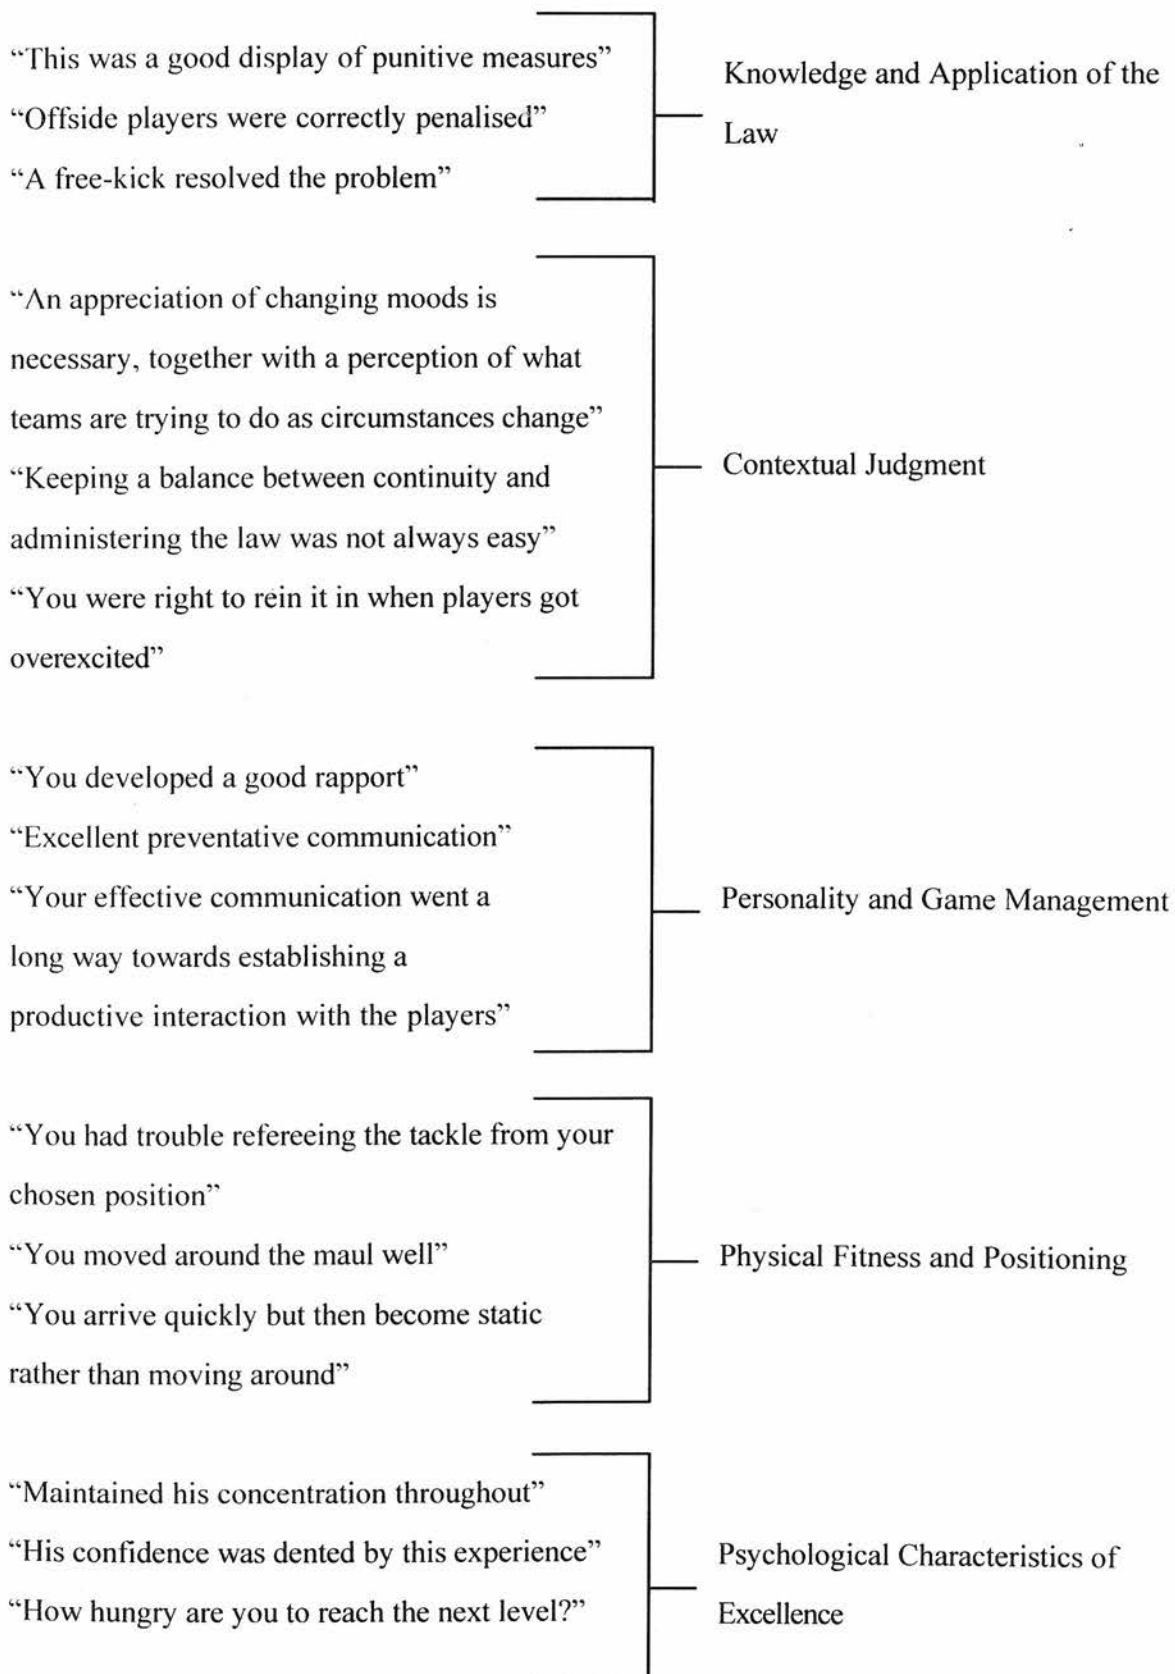 “This was a good display of punitive measures”
“Offside players were correctly penalised”
“A free-kick resolved the problem”
Knowledge and Application of the
Law
“An appreciation of changing moods is
necessary, together with a perception of what
teams are trying to do as circumstances change”
“Keeping a balance between continuity and
administering the law was not always easy”
“You were right to rein it in when players got
overexcited”
Contextual Judgment
“You developed a good rapport”
“Excellent preventative communication”
“Your effective communication went a
long way towards establishing a
productive interaction with the players”
Personality and Game Management
“You had trouble refereeing the tackle from your
chosen position”
“You moved around the maul well”
“You arrive quickly but then become static
rather than moving around”
Physical Fitness and Positioning
“Maintained his concentration throughout”
“His confidence was dented by this experience”
“How hungry are you to reach the next level?”
Psychological Characteristics of
Excellence